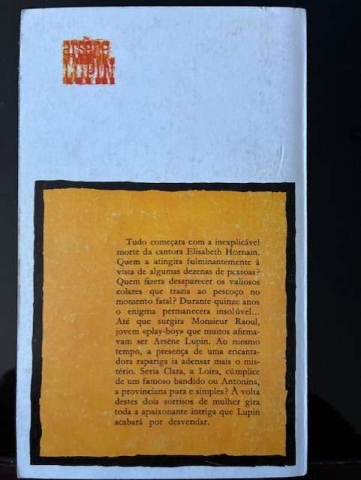 arsène
LUPIN
Tudo começara com a inexplicável
morte da cantora Elisabeth Hornain.
Quem a atingira fulminantemente à
vista de algumas dezenas de pessoas?
Quem fizera desaparecer os valiosos
colares que trazia ao pescoço no
momento fatal? Durante quinze anos
o enigma permanecera insolúvel...
Até que surgira Monsieur Raoul,
jovem «play-boy» que muitos afirma-
vam ser Arsène Lupin. Ao mesmo
tempo, a presença de uma encanta-
dora rapariga ia adensar mais o mis-
tério. Seria Clara, a Loira, cúmplice
de um famoso bandido ou Antonina,
a provinciana pura e simples? À volta
destes dois sorrisos de mulher gira
toda a apaixonante intriga que Lupin
acabará por desvendar.